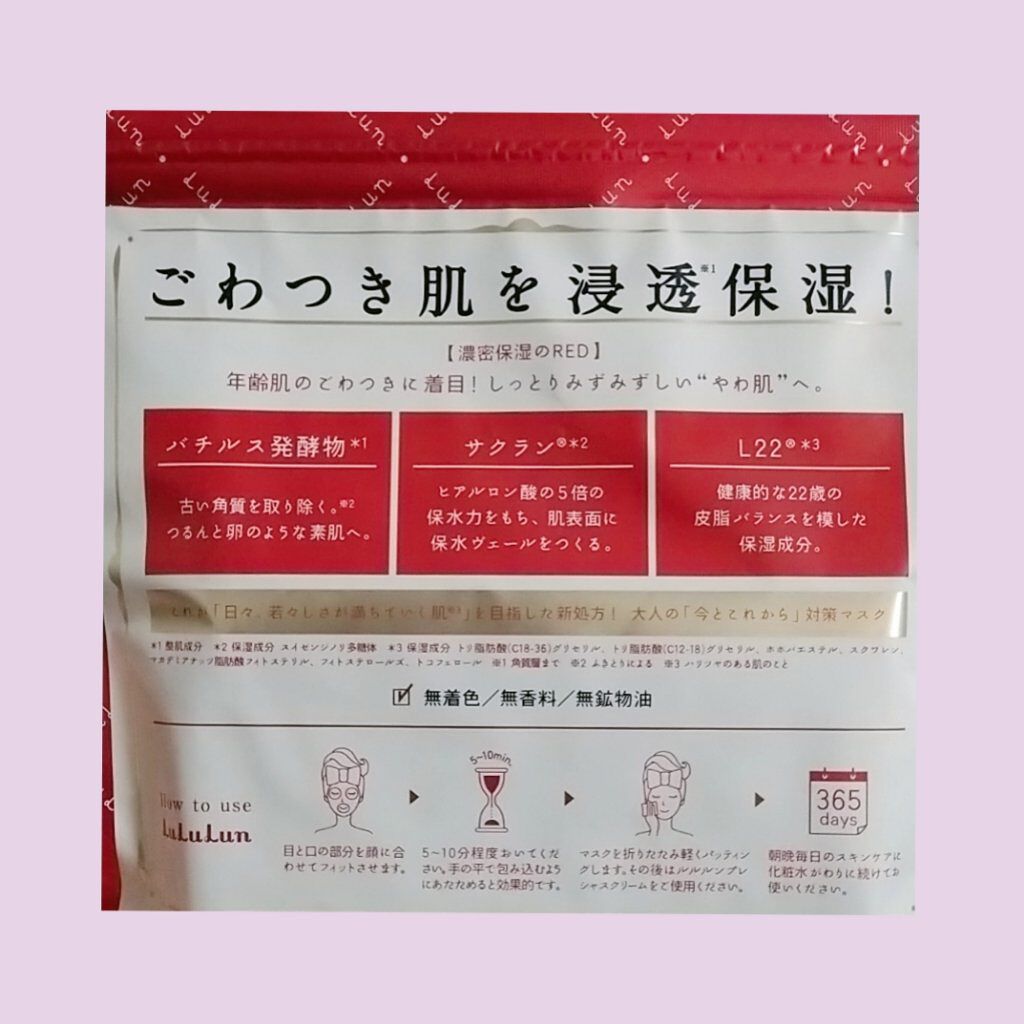 ごわつき肌を浸透※1保湿！
【濃密保湿のRED】
年齢肌のごわつきに着目！しっとりみずみずしい“やわ肌”へ。
バチルス発酵物*1
古い角質を取り除く。※2
つるんと卵のような素肌へ。
サクラン®*2
ヒアルロン酸の5倍の
保水力をもち、肌表面に
保水ヴェールをつくる。
L22®*3
健康的な22歳の
皮脂バランスを模した
保湿成分。
これが「日々、若々しさが満ちていく肌※3」を目指した新処方！ 大人の「今とこれから」対策マスク
*1 整肌成分 *2 保湿成分 スイゼンジノリ多糖体 *3 保湿成分 トリ脂肪酸(C18-36)グリセリル、トリ脂肪酸(C12-18)グリセリル、ホホバエステル、スクワレン、
マカデミアナッツ脂肪酸フィトステリル、フィトステロールズ、トコフェロール ※1 角質層まで ※2 ふきとりによる ※3 ハリツヤのある肌のこと
無着色／無香料／無鉱物油
How to use
LuLuLun
目と口の部分を顔に合
わせてフィットさせます。
5~10min.
5~10分程度おいてくだ
さい。手の平で包み込むよう
にあたためると効果的です。
マスクを折りたたみ軽くパッティン
グします。その後はルルルンプレ
シャスクリームをご使用ください。
365
days
朝晩毎日のスキンケアに
化粧水がわりに続けてお
使いください。